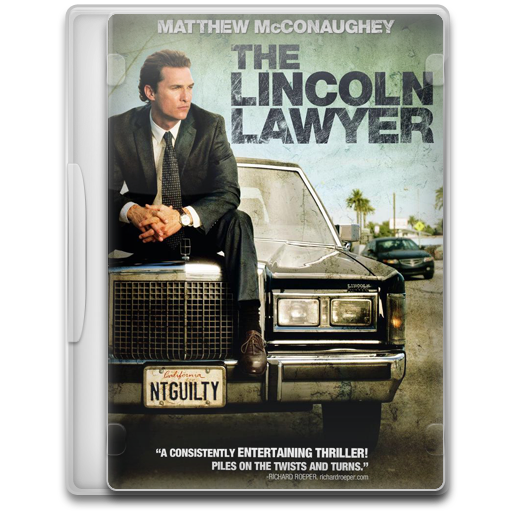 MATTHEW McCONAUGHEY
THE
LINCOLN
LAWYER
LINCOLN
California
NTGUILTY
“A CONSISTENTLY ENTERTAINING THRILLER!
PILES ON THE TWISTS AND TURNS.”
-RICHARD ROEPER, richardroeper.com